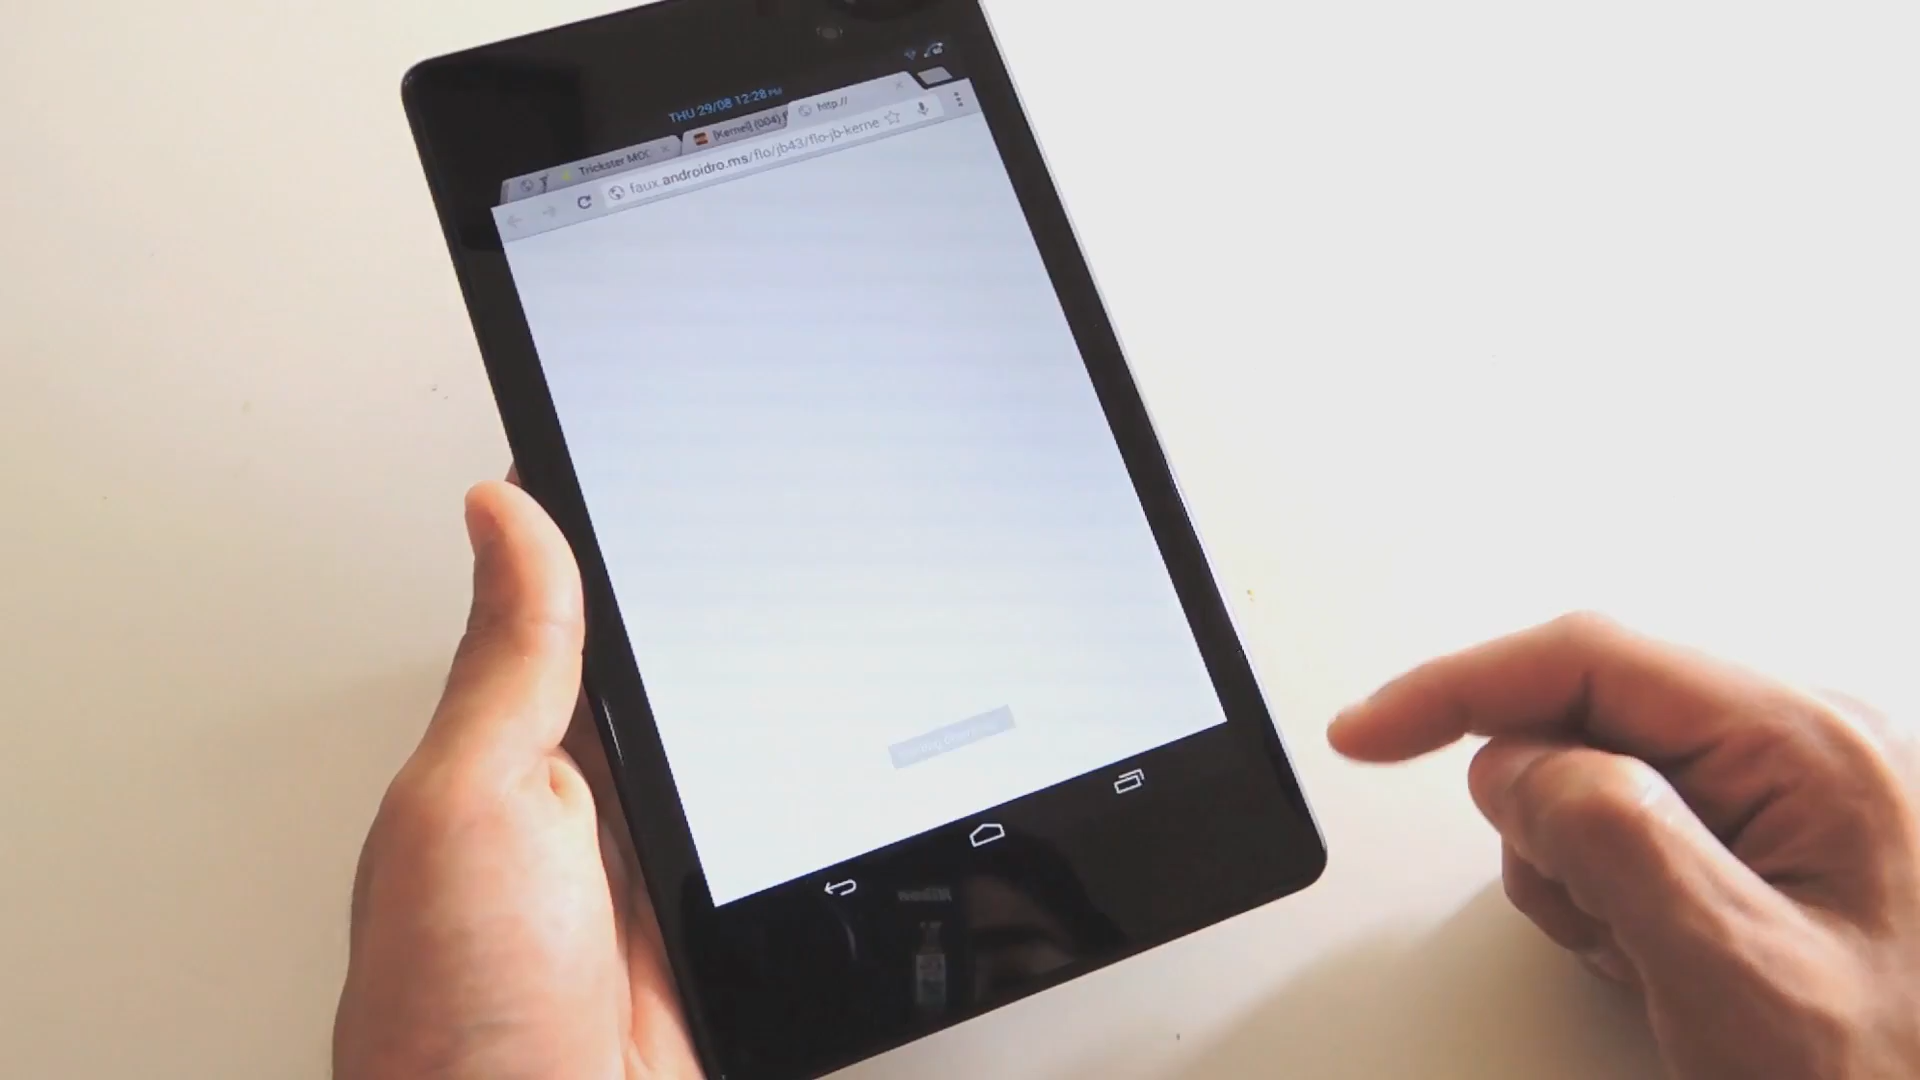 THU 29/08 12:28 PM
Trickster MOD
[Kernel] (004) f
http://
faux.androidro.ms/flo/jb43/flo-jb-kerne